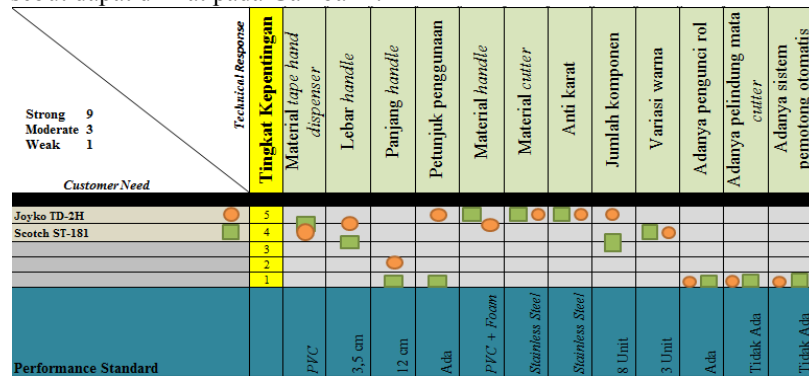 Technical Response
Tingkat Kepentingan
Material tape hand
dispenser
Lebar handle
Panjang handle
Petunjuk penggunaan
Material handle
Material cutter
Anti karat
Jumlah komponen
Variasi warna
Adanya pengunci rol
Adanya pelindung mata
cutter
Adanya sistem
pemotong otomatis
Strong 9
Moderate 3
Weak 1
Customer Need
Joyko TD-2H 5
Scotch ST-181 4
3
2
1
Performance Standard
PVC
3,5 cm
12 cm
Ada
PVC + Foam
Stainless Steel
Stainless Steel
8 Unit
3 Unit
Ada
Tidak Ada
Tidak Ada